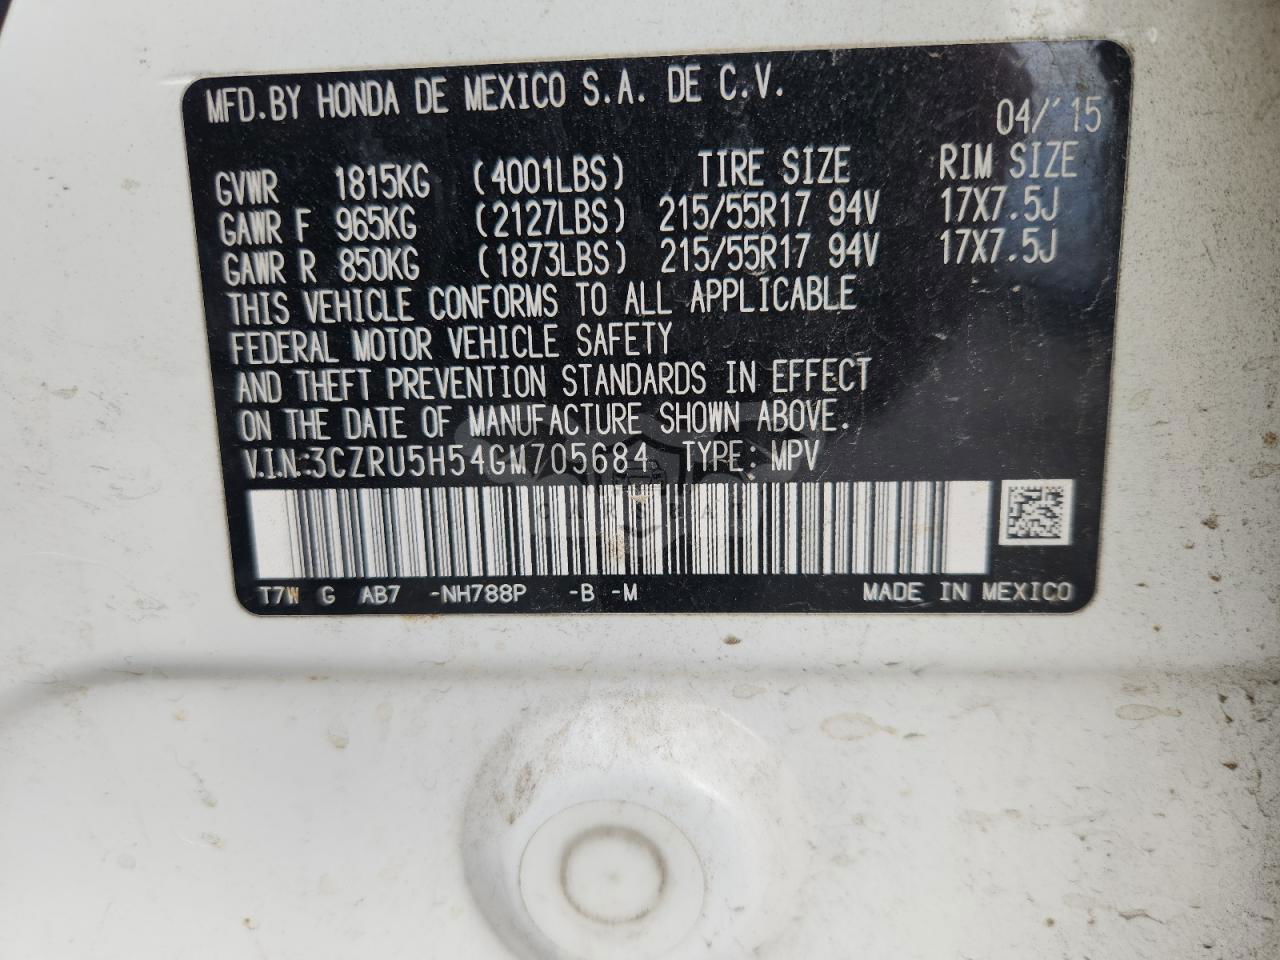 MFD.BY HONDA DE MEXICO S.A. DE C.V.
04/'15
GVWR 1815KG (4001LBS) TIRE SIZE RIM SIZE
GAWR F 965KG (2127LBS) 215/55R17 94V 17X7.5J
GAWR R 850KG (1873LBS) 215/55R17 94V 17X7.5J
THIS VEHICLE CONFORMS TO ALL APPLICABLE
FEDERAL MOTOR VEHICLE SAFETY
AND THEFT PREVENTION STANDARDS IN EFFECT
ON THE DATE OF MANUFACTURE SHOWN ABOVE.
V.I.N:3CZRU5H54GM705684 TYPE: MPV
T7W G AB7 -NH788P -B -M MADE IN MEXICO